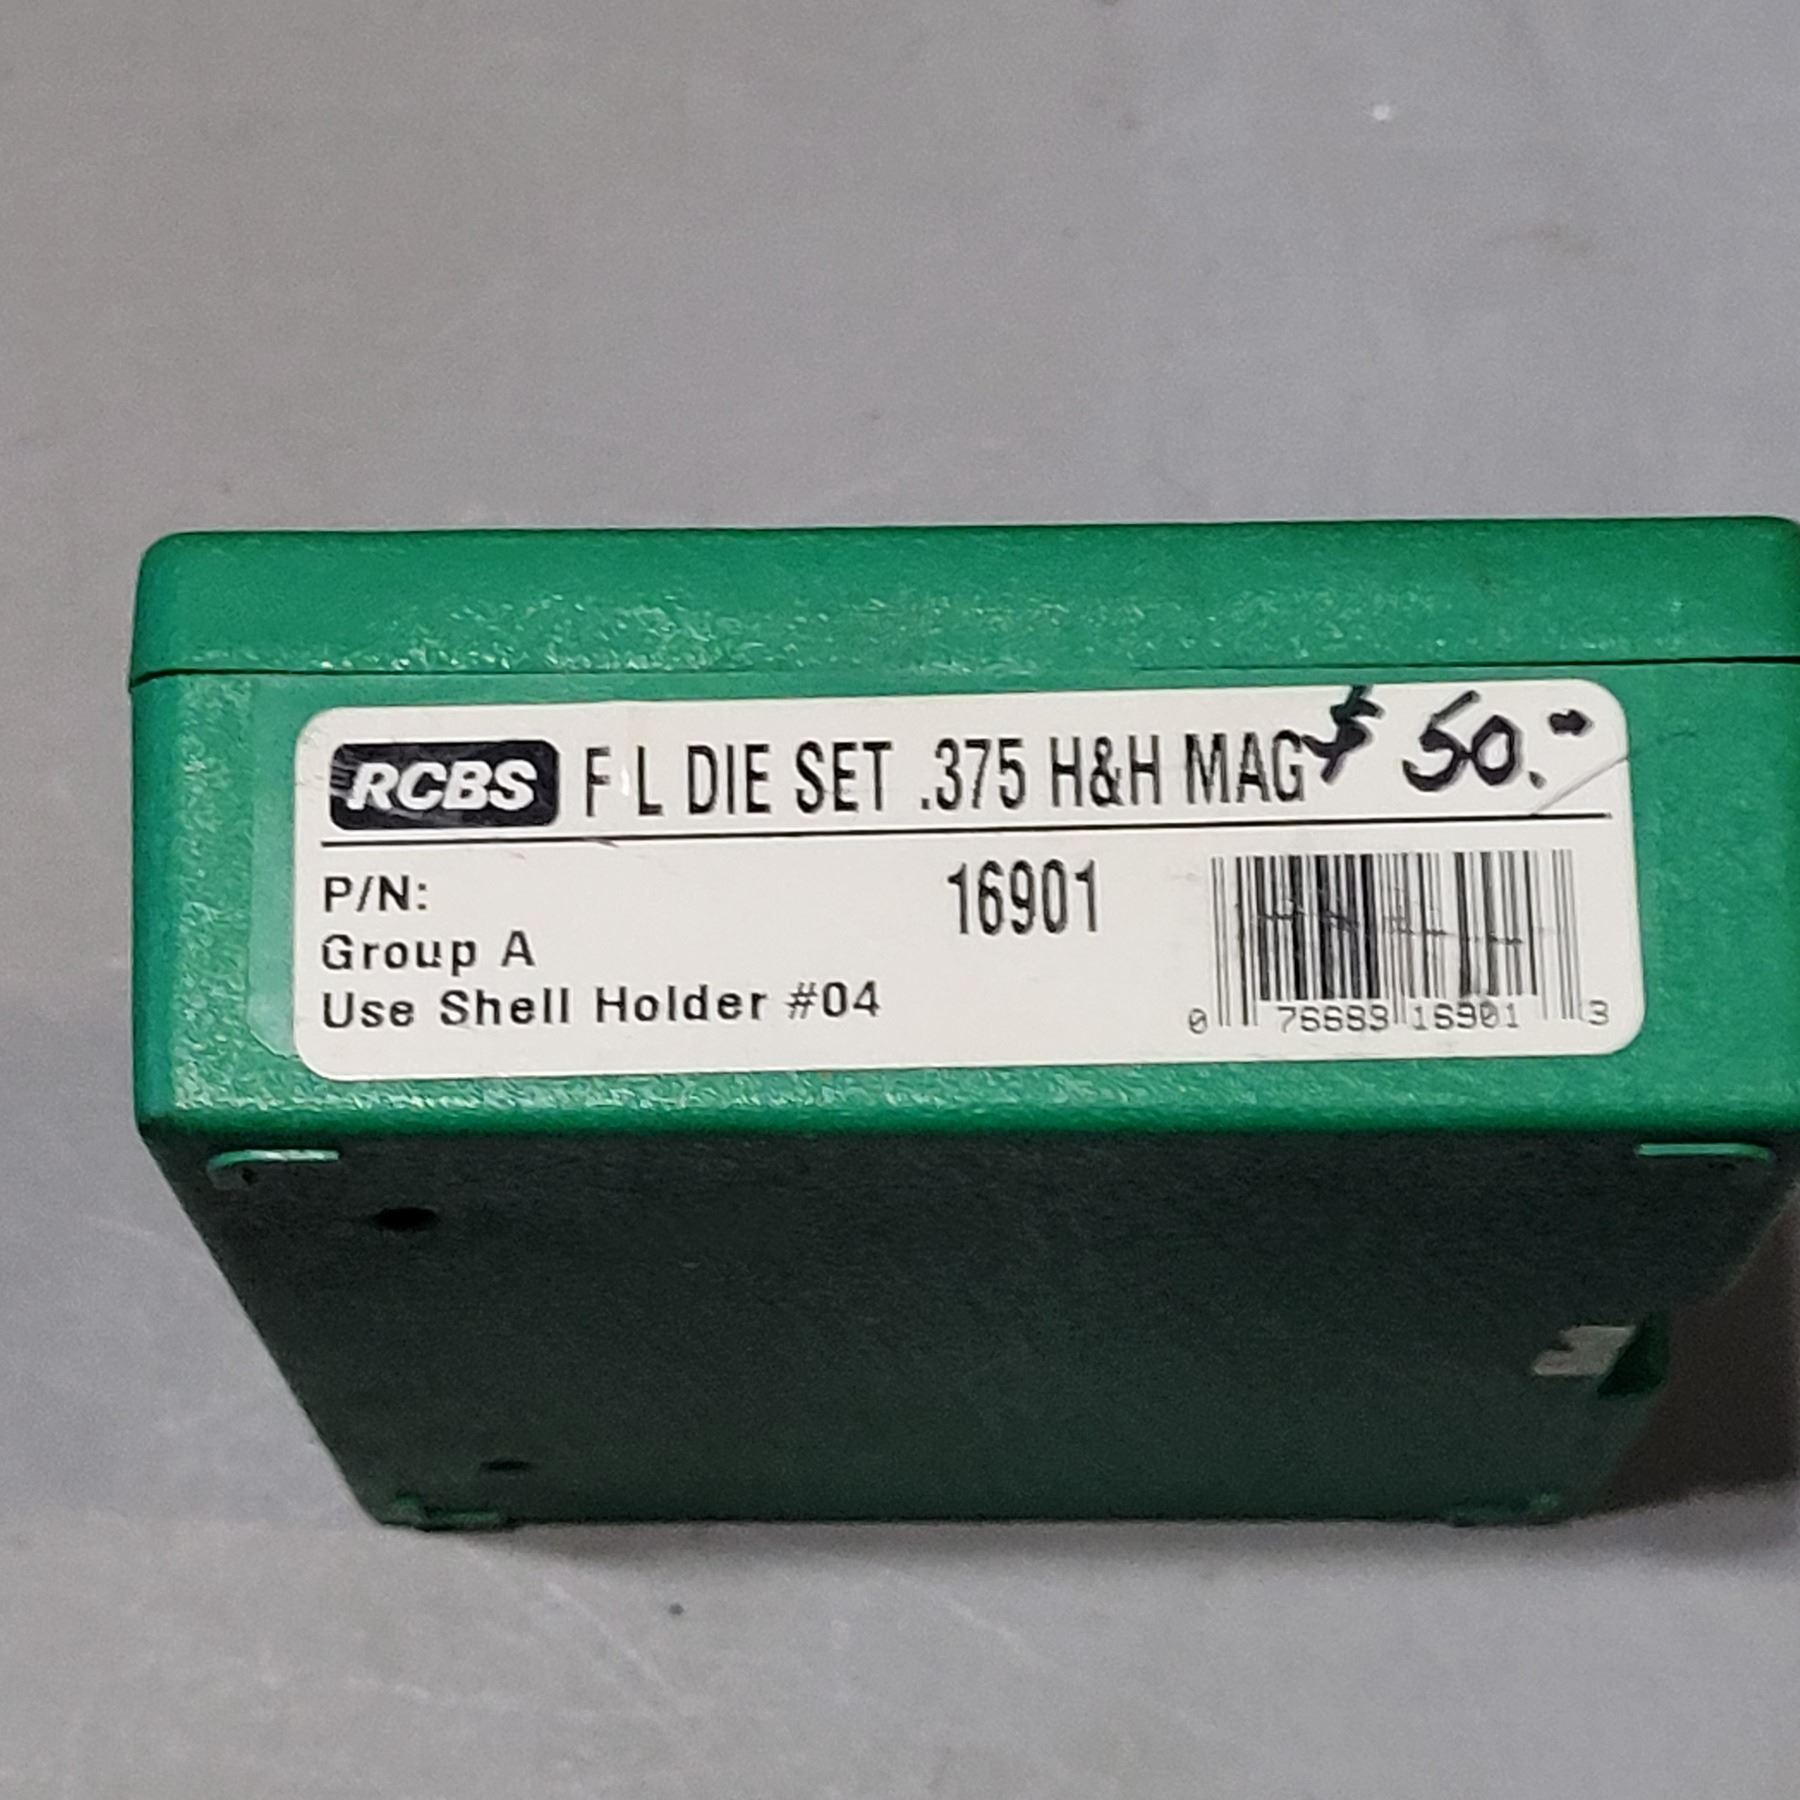 RCBS F L DIE SET .375 H&H MAG $ 50.-
P/N: 16901
Group A
Use Shell Holder #04
0 76683 16901 3